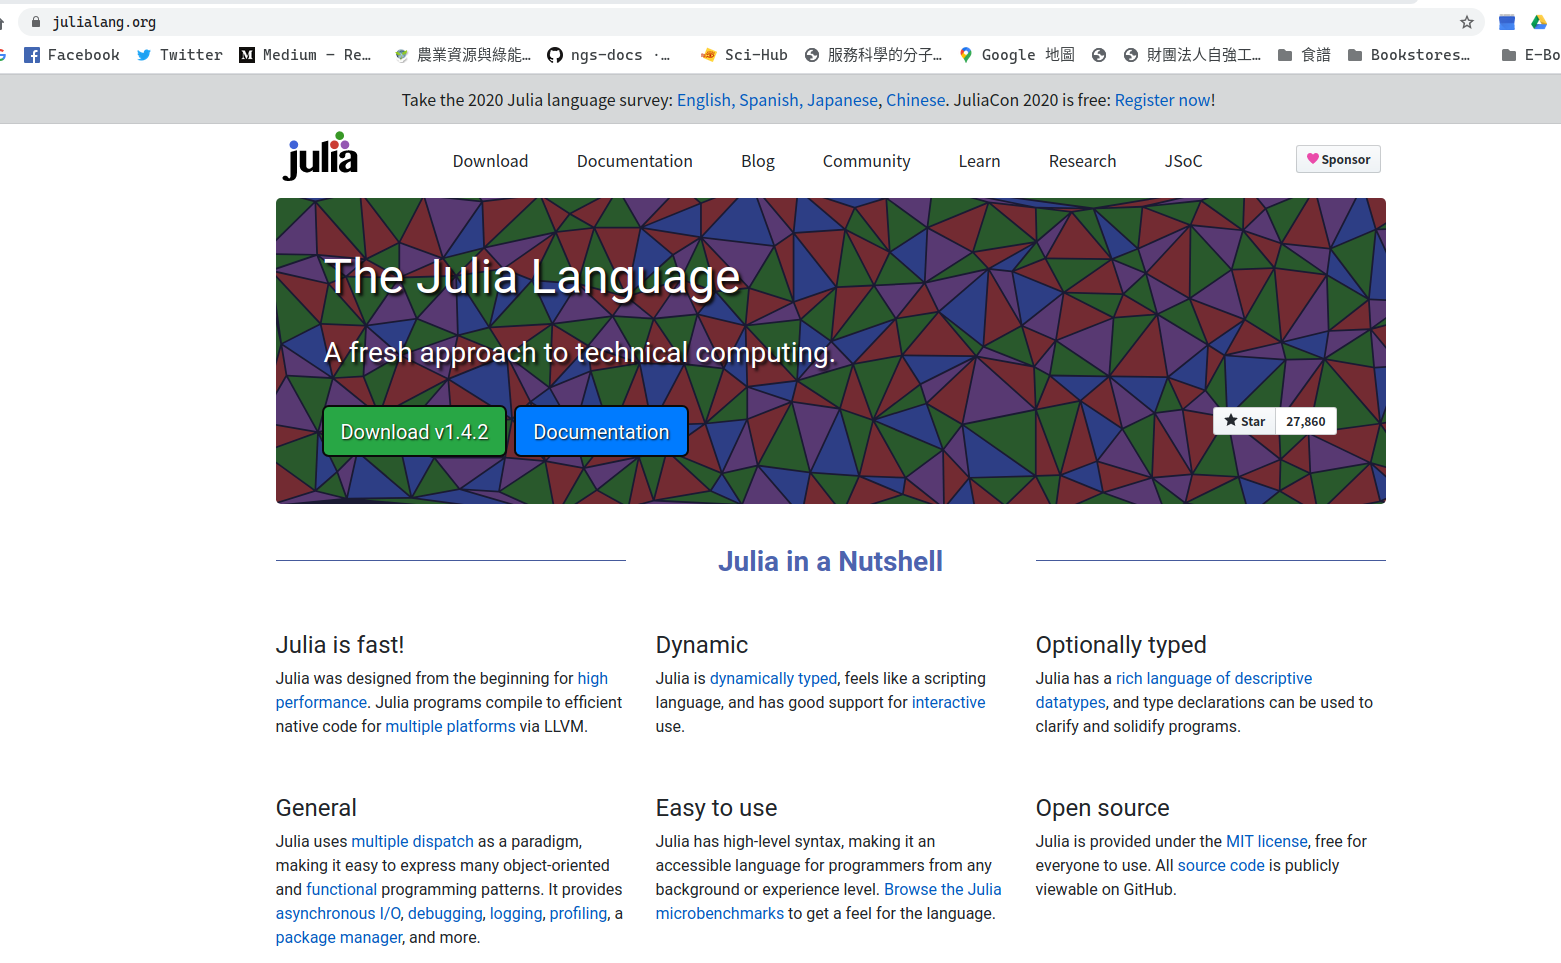 julialang.org
Facebook Twitter Medium – Re... 農業資源與綠能... ngs-docs ·... Sci-Hub 服務科學的分子... Google 地圖 財團法人自強工... 食譜 Bookstores... E-Bo
Take the 2020 Julia language survey: English, Spanish, Japanese, Chinese. JuliaCon 2020 is free: Register now!
julia Download Documentation Blog Community Learn Research JSoC Sponsor
The Julia Language
A fresh approach to technical computing.
Download v1.4.2 Documentation Star 27,860
Julia in a Nutshell
Julia is fast!
Julia was designed from the beginning for high
performance. Julia programs compile to efficient
native code for multiple platforms via LLVM.
Dynamic
Julia is dynamically typed, feels like a scripting
language, and has good support for interactive
use.
Optionally typed
Julia has a rich language of descriptive
datatypes, and type declarations can be used to
clarify and solidify programs.
General
Julia uses multiple dispatch as a paradigm,
making it easy to express many object-oriented
and functional programming patterns. It provides
asynchronous I/O, debugging, logging, profiling, a
package manager, and more.
Easy to use
Julia has high-level syntax, making it an
accessible language for programmers from any
background or experience level. Browse the Julia
microbenchmarks to get a feel for the language.
Open source
Julia is provided under the MIT license, free for
everyone to use. All source code is publicly
viewable on GitHub.